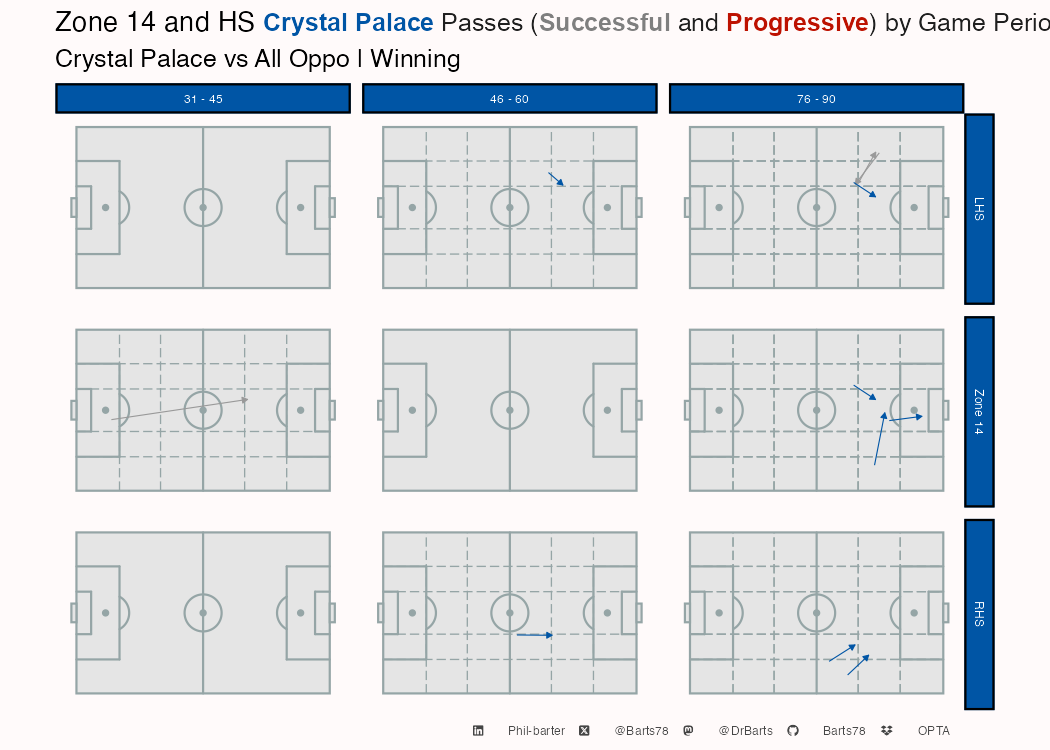 Zone 14 and HS Crystal Palace Passes (Successful and Progressive) by Game Perio
Crystal Palace vs All Oppo | Winning
31 - 45
46 - 60
76 - 90
LHS
Zone 14
RHS
Phil-barter @Barts78 @DrBarts Barts78 OPTA